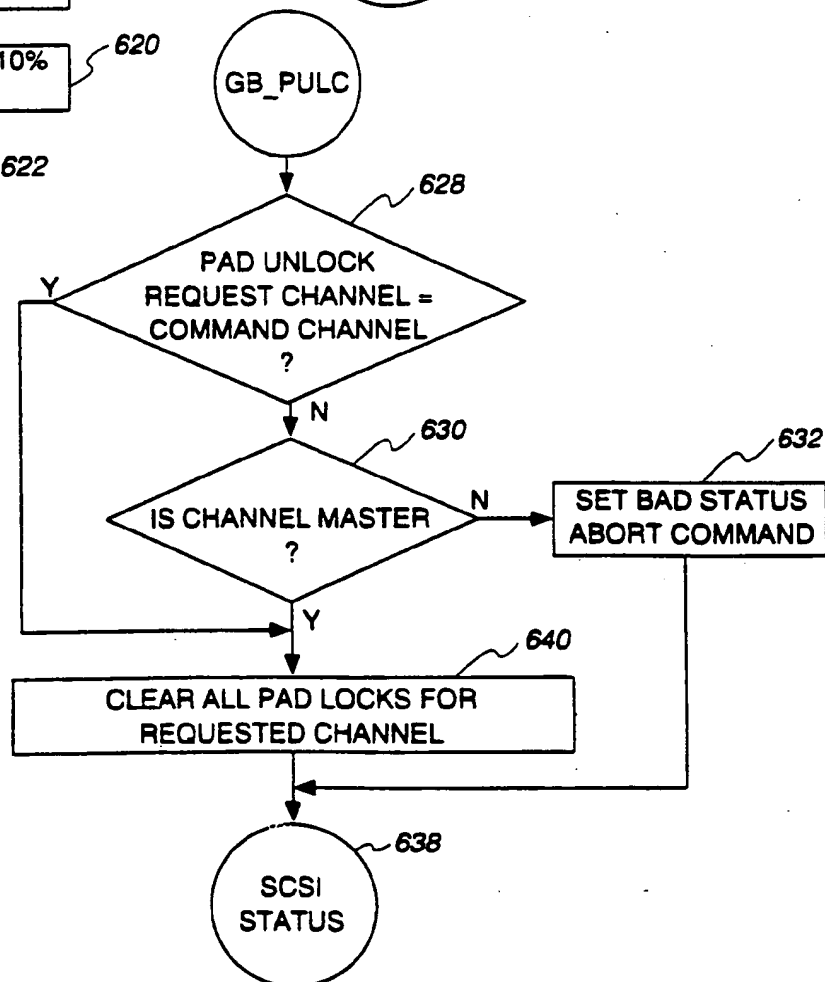 10%
620
622
GB_PULC
628
PAD UNLOCK
REQUEST CHANNEL =
COMMAND CHANNEL
?
Y
N
630
IS CHANNEL MASTER
?
N
632
SET BAD STATUS
ABORT COMMAND
Y
640
CLEAR ALL PAD LOCKS FOR
REQUESTED CHANNEL
638
SCSI
STATUS